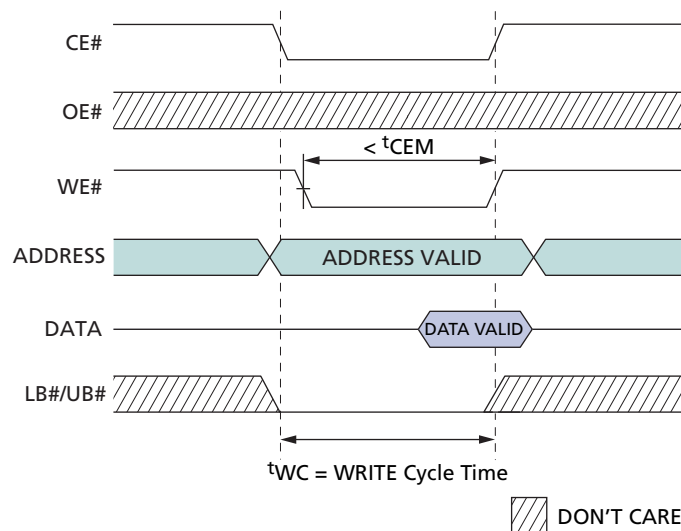 CE#
OE#
< tCEM
WE#
ADDRESS
ADDRESS VALID
DATA
DATA VALID
LB#/UB#
tWC = WRITE Cycle Time
DON'T CARE